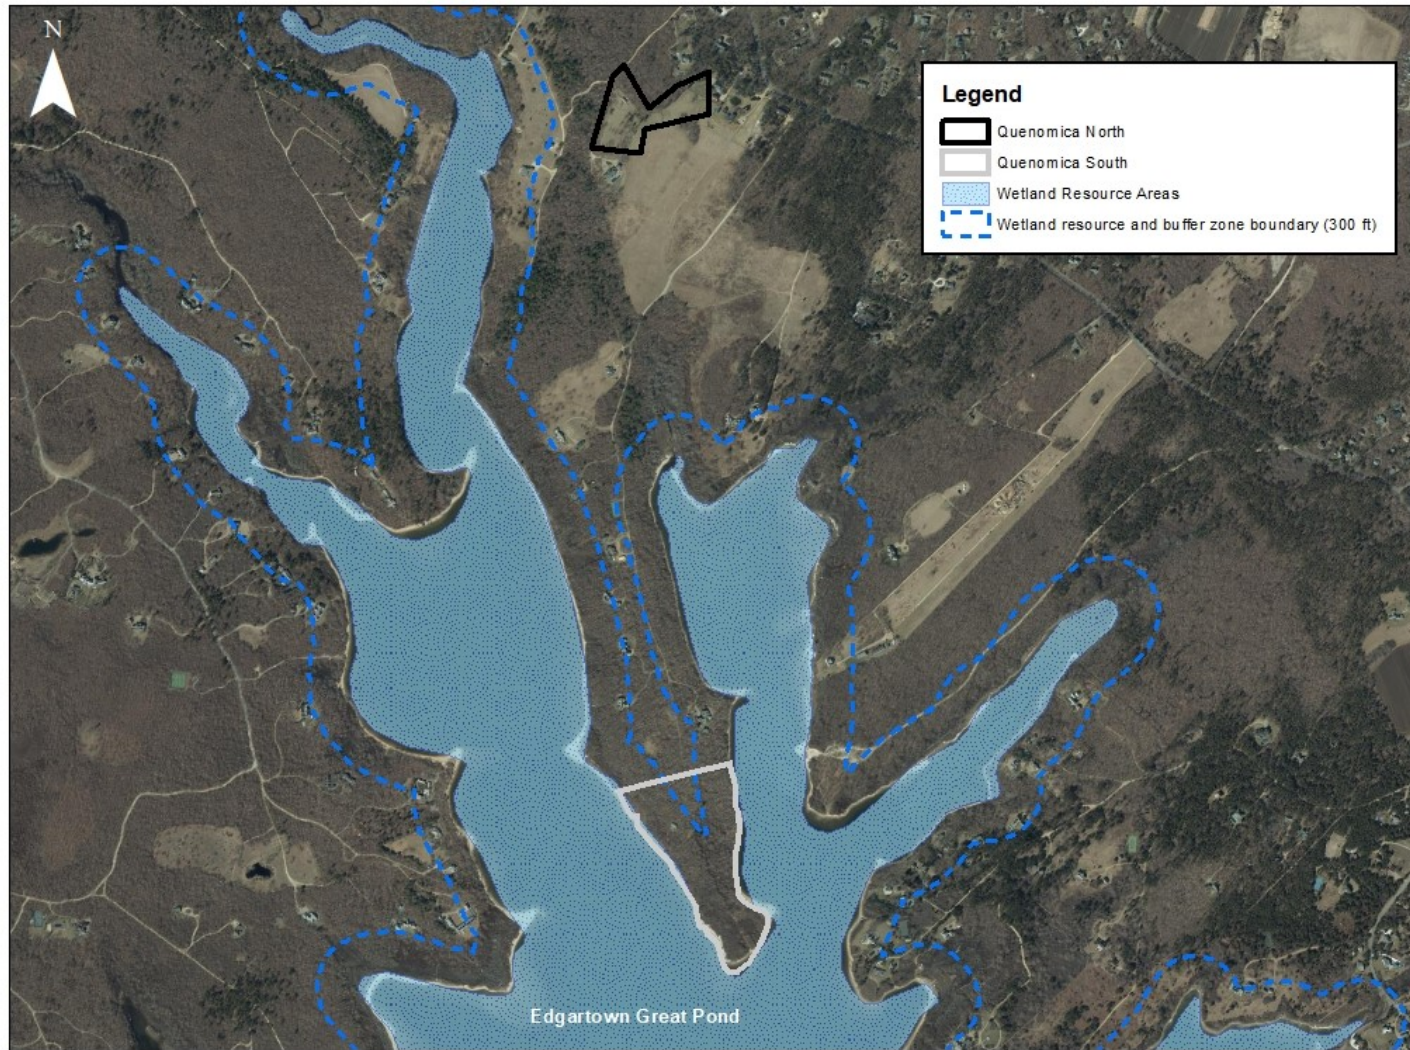 N
Legend
Quenomica North
Quenomica South
Wetland Resource Areas
Wetland resource and buffer zone boundary (300 ft)
Edgartown Great Pond